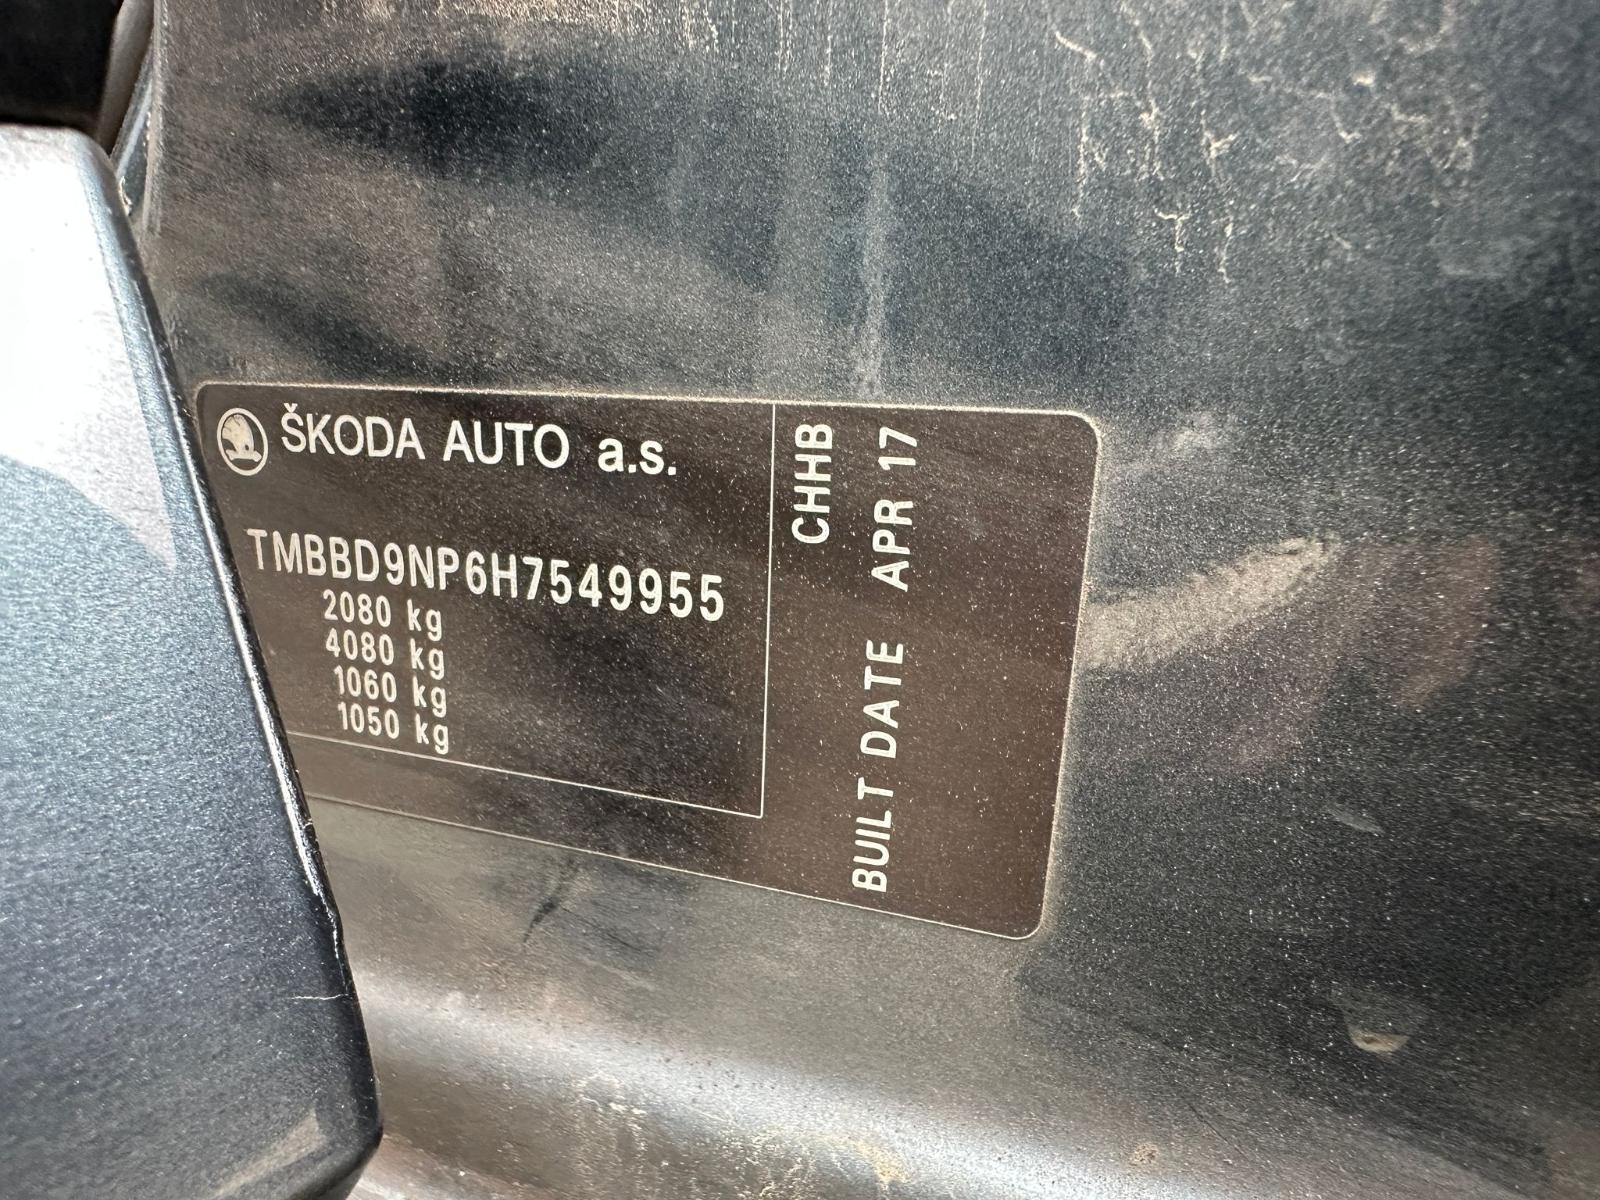 ŠKODA AUTO a.s.
TMBBD9NP6H7549955
2080 kg
4080 kg
1060 kg
1050 kg
CHHB
BUILT DATE APR 17